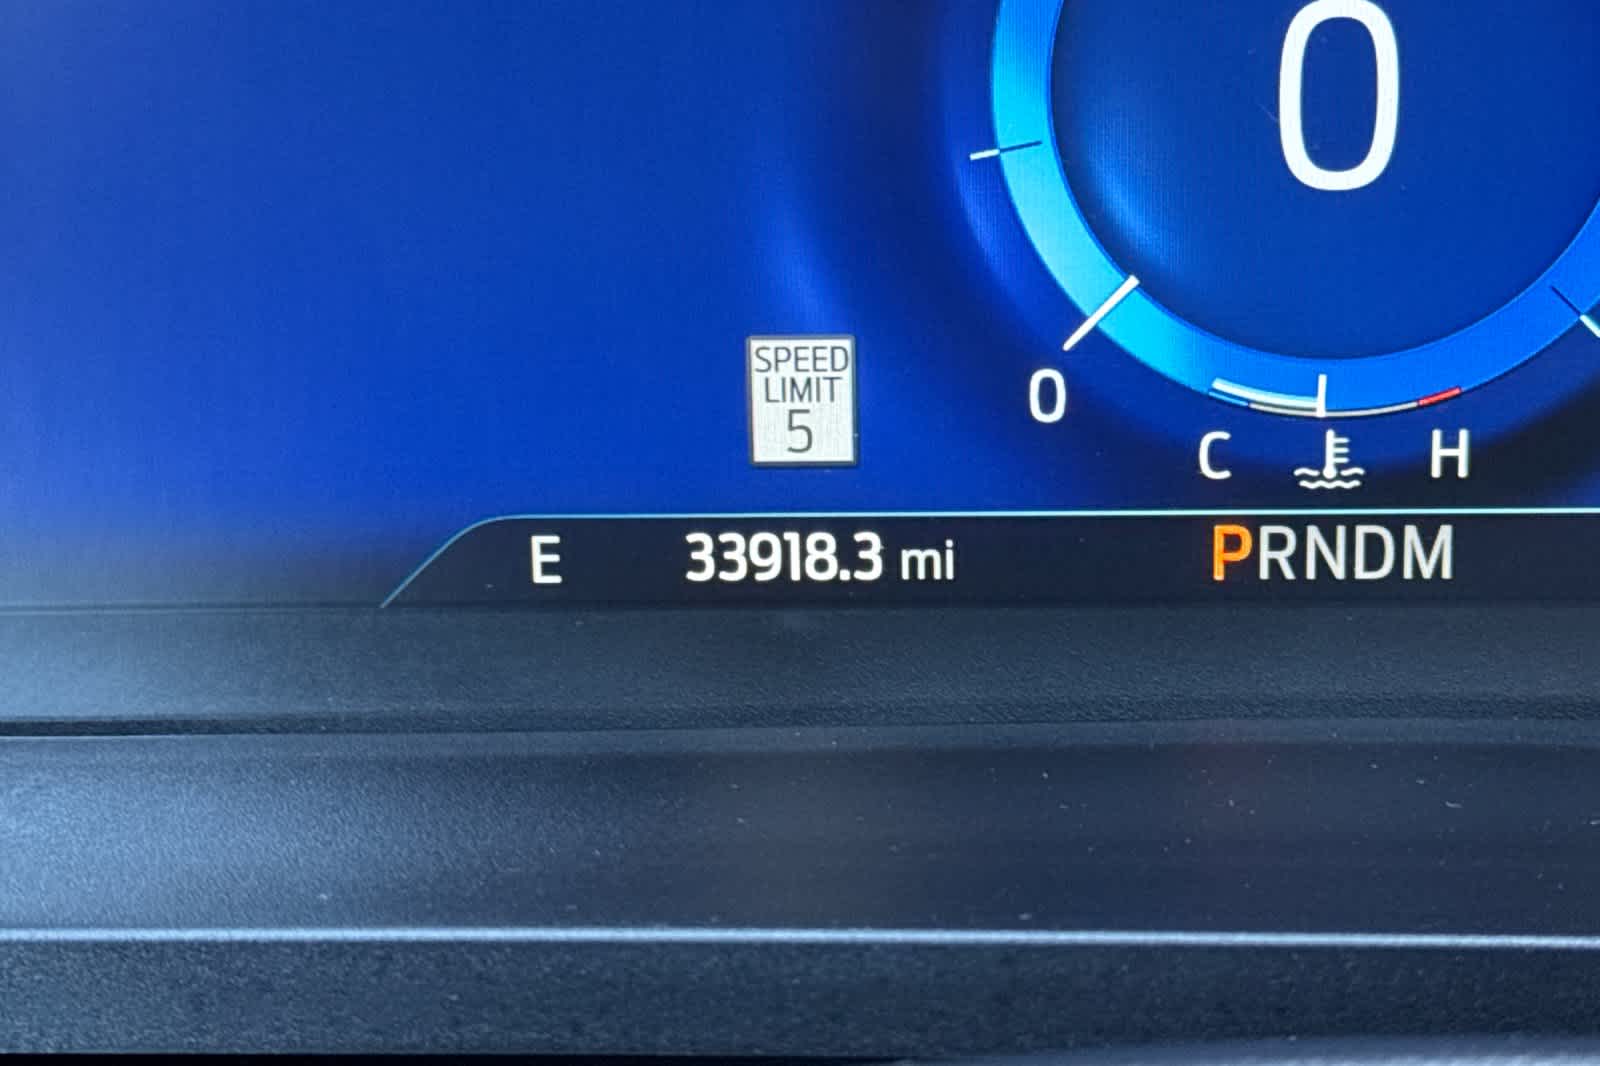 0
SPEED
LIMIT
5
0
C H
E 33918.3 mi PRNDM